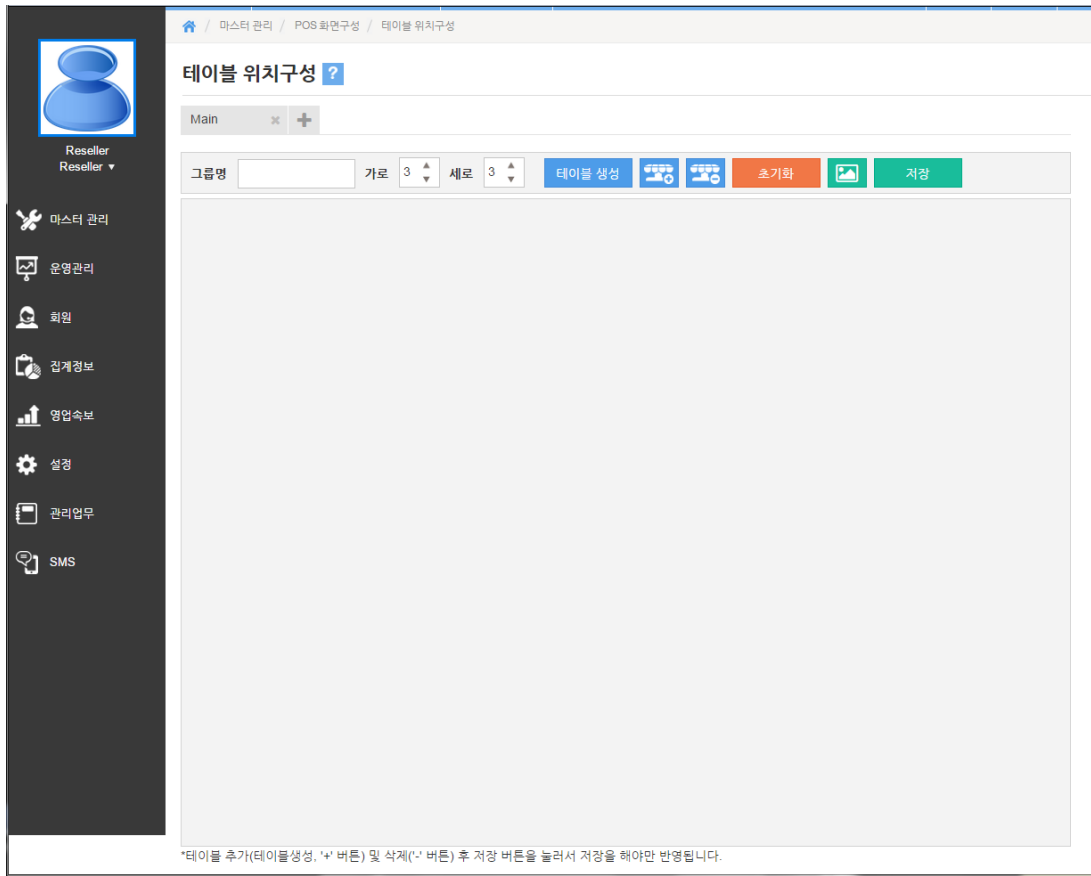 마스터 관리 / POS 화면구성 / 테이블 위치구성
테이블 위치구성 ?
Main
Reseller
Reseller
그룹명 가로 3 세로 3 테이블 생성 초기화 저장
마스터 관리
운영관리
회원
집계정보
영업속보
설정
관리업무
SMS
*테이블 추가(테이블생성, '+' 버튼) 및 삭제('-' 버튼) 후 저장 버튼을 눌러서 저장을 해야만 반영됩니다.